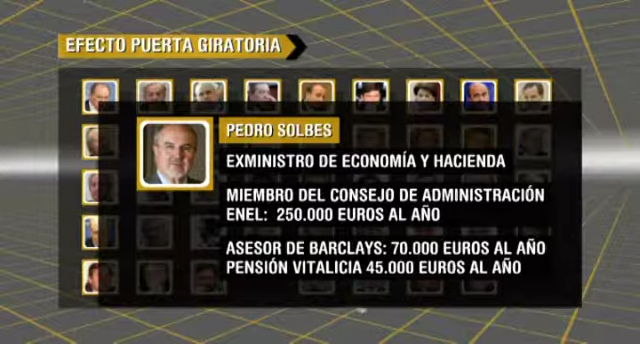 EFECTO PUERTA GIRATORIA
PEDRO SOLBES
EXMINISTRO DE ECONOMÍA Y HACIENDA
MIEMBRO DEL CONSEJO DE ADMINISTRACIÓN
ENEL: 250.000 EUROS AL AÑO
ASESOR DE BARCLAYS: 70.000 EUROS AL AÑO
PENSIÓN VITALICIA 45.000 EUROS AL AÑO